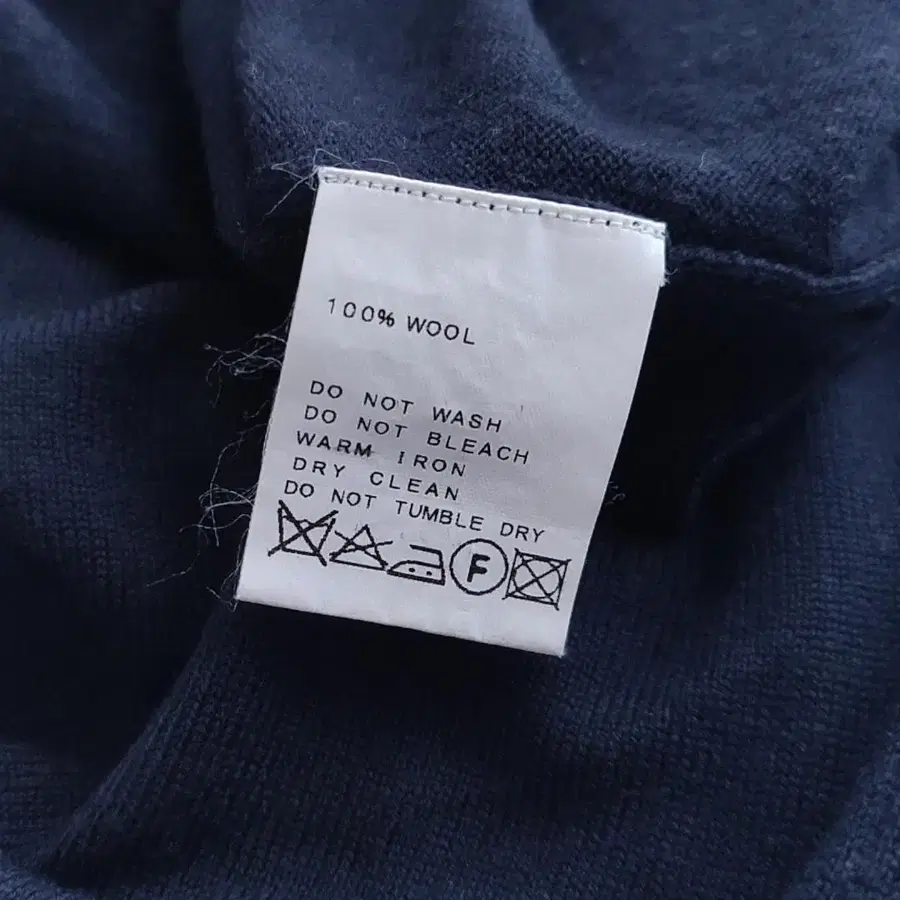 100% WOOL
DO NOT WASH
DO NOT BLEACH
WARM IRON
DRY CLEAN
DO NOT TUMBLE DRY
F